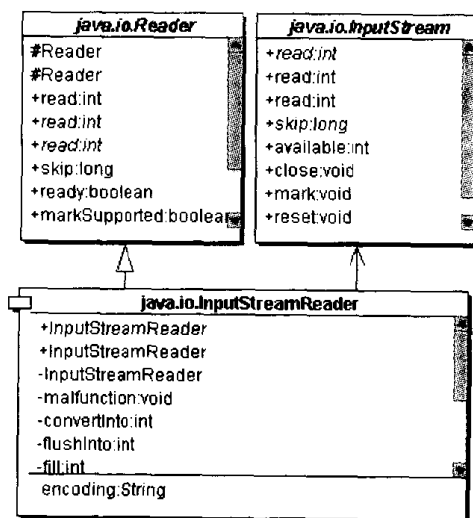 java.io.Reader
#Reader
#Reader
+read:int
+read:int
+read:int
+skip:long
+ready:boolean
+markSupported:boolean
java.io.InputStream
+read:int
+read:int
+read:int
+skip:long
+available:int
+close:void
+mark:void
+reset:void
java.io.InputStreamReader
+InputStreamReader
+InputStreamReader
-InputStreamReader
-malfunction:void
-convertInto:int
-flushInto:int
-fill:int
encoding:String